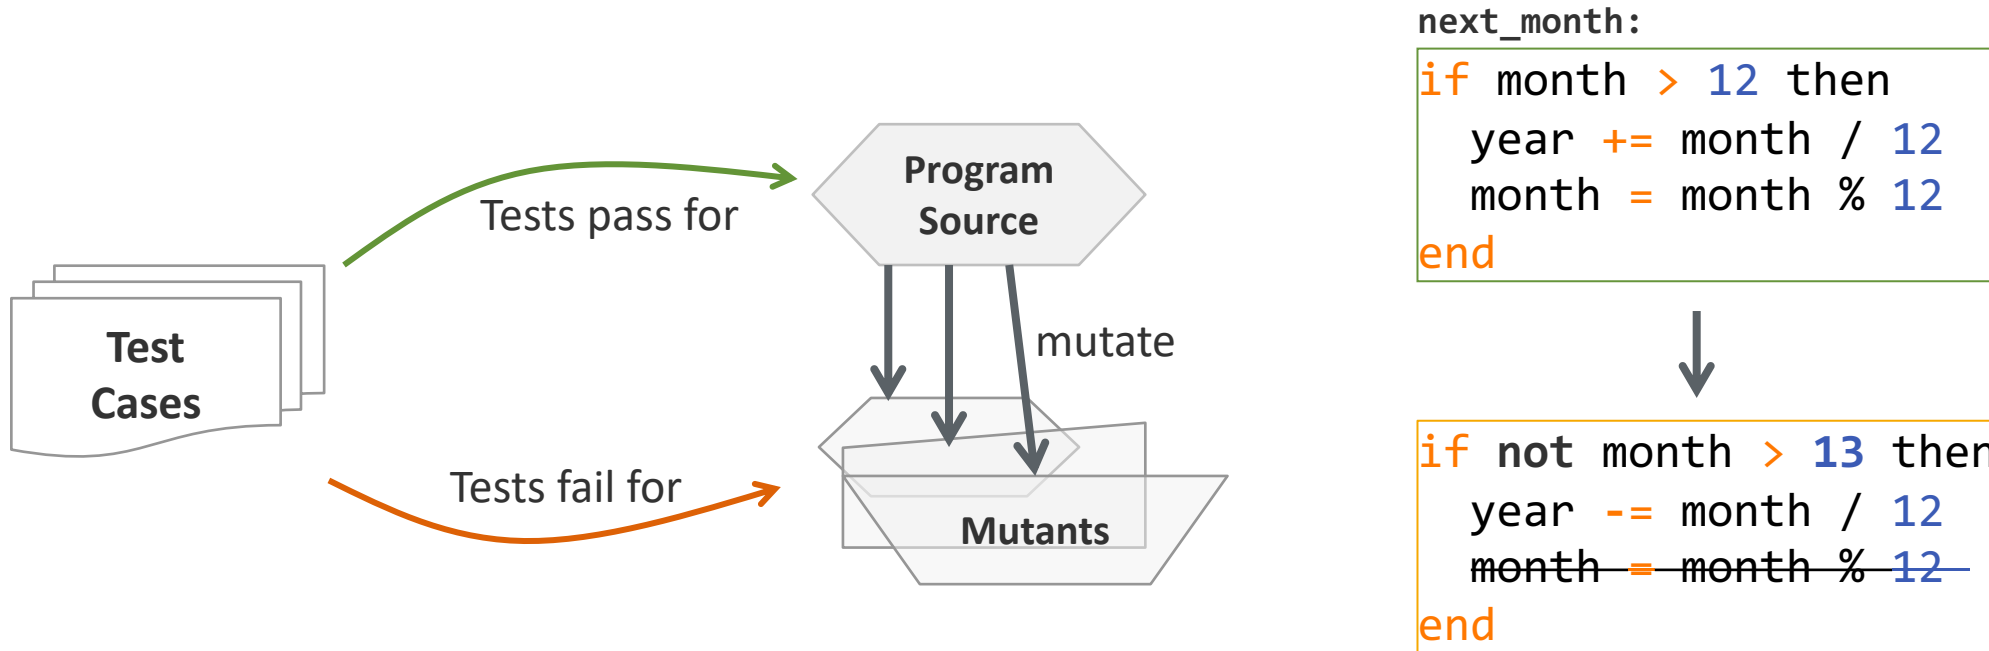 Test
Cases
Tests pass for
Tests fail for
Program
Source
mutate
Mutants
next_month:
if month > 12 then
year += month / 12
month = month % 12
end
if not month > 13 then
year -= month / 12
month = month % 12
end